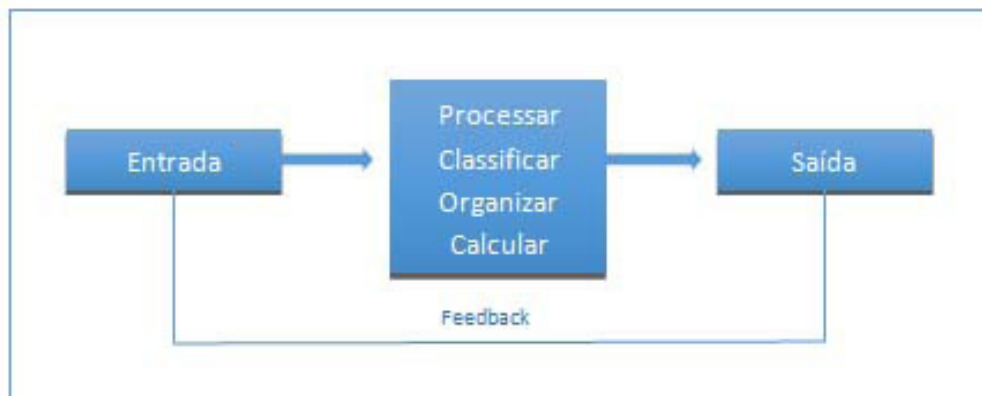 Entrada
Processar
Classificar
Organizar
Calcular
Saída
Feedback